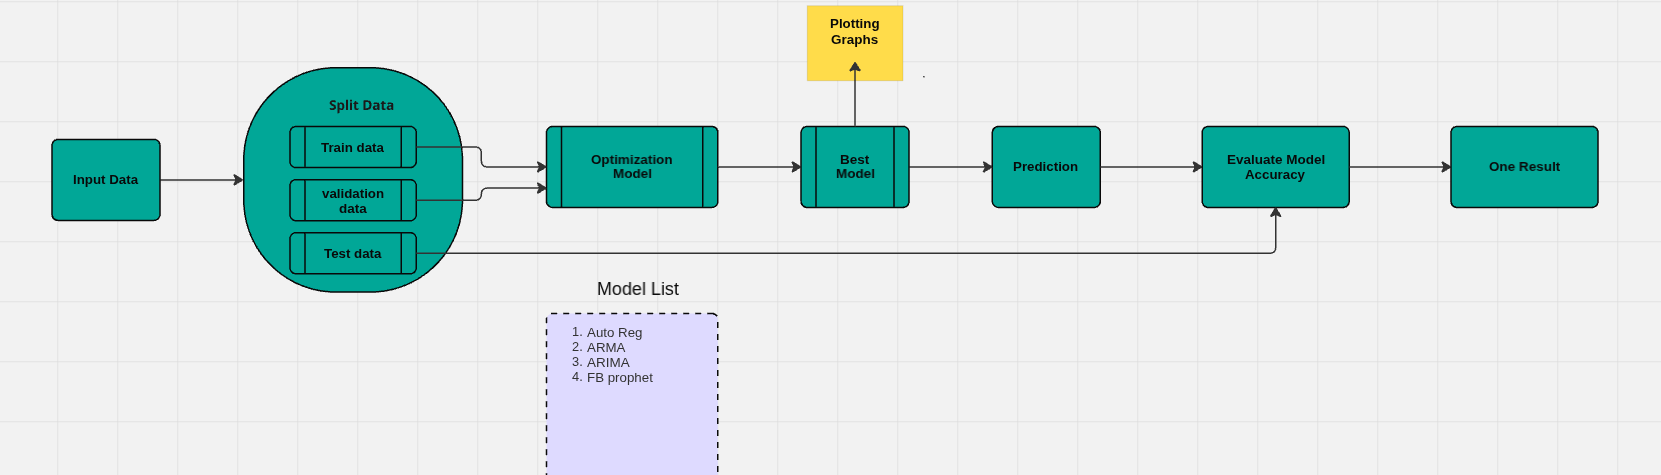 Plotting
Graphs
Split Data
Train data
validation
data
Test data
Input Data
Optimization
Model
Best
Model
Prediction
Evaluate Model
Accuracy
One Result
Model List
1. Auto Reg
2. ARMA
3. ARIMA
4. FB prophet